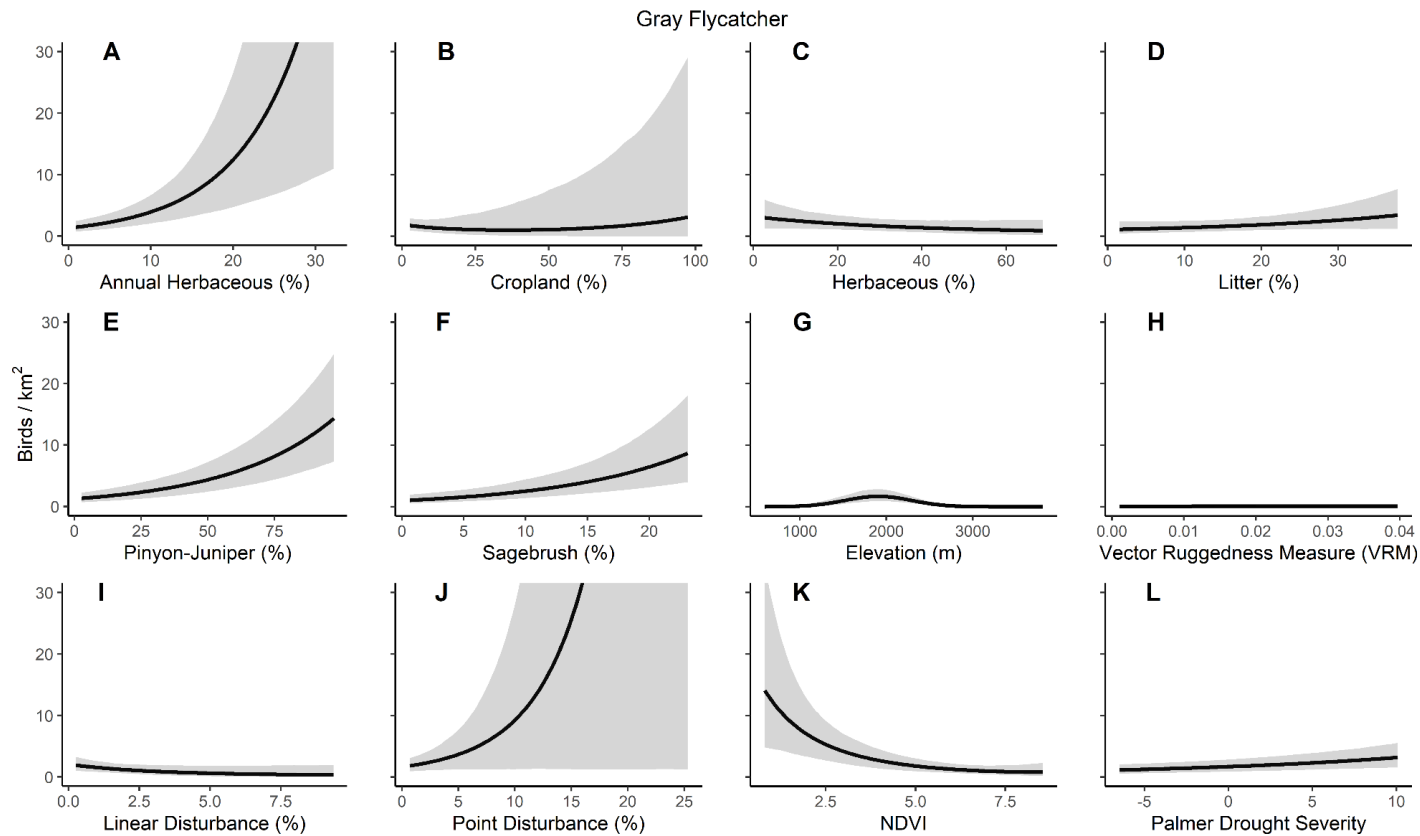 Gray Flycatcher
A
B
C
D
30
20
10
0
0 10 20 30
Annual Herbaceous (%)
0 25 50 75 100
Cropland (%)
0 20 40 60
Herbaceous (%)
0 10 20 30
Litter (%)
Birds / km²
E
F
G
H
30
20
10
0
0 25 50 75
Pinyon-Juniper (%)
0 5 10 15 20
Sagebrush (%)
1000 2000 3000
Elevation (m)
0.00 0.01 0.02 0.03 0.04
Vector Ruggedness Measure (VRM)
I
J
K
L
30
20
10
0
0.0 2.5 5.0 7.5
Linear Disturbance (%)
0 5 10 15 20 25
Point Disturbance (%)
2.5 5.0 7.5
NDVI
-5 0 5 10
Palmer Drought Severity